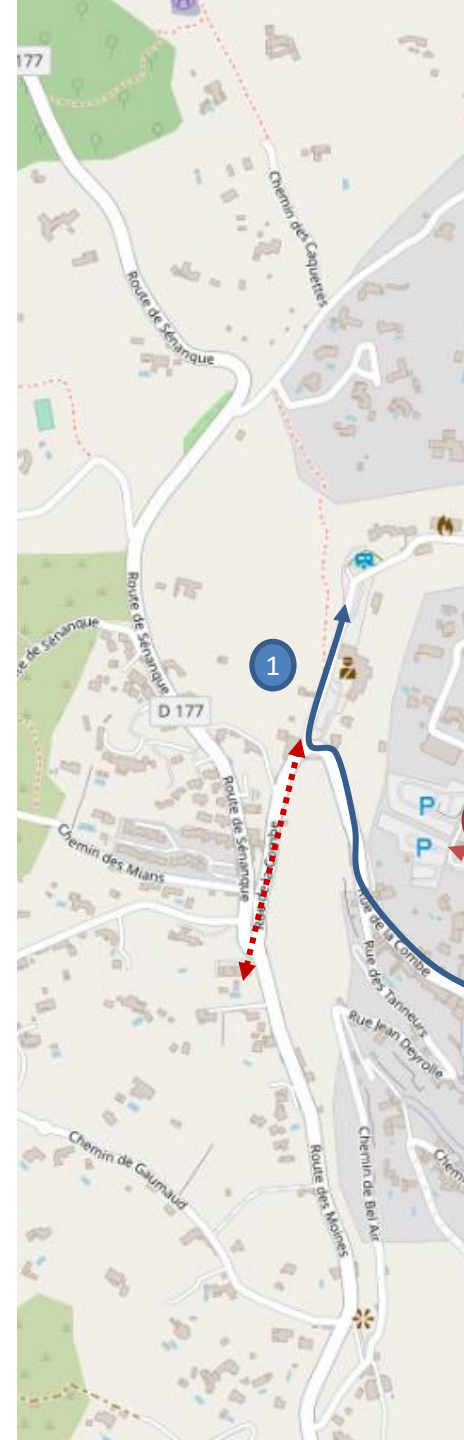 177
Chemin des Caquettes
Route de Sénanque
Route de Sénanque
te de Sénanque
1
D 177
Route de Sénanque
P
P
Chemin des Mians
Rue de la Combe
Rue des Tanneurs
Rue Jean Deyrolle
Chemin de Gaumaud
Route des Moines
Chemin de Bel Air
Chem